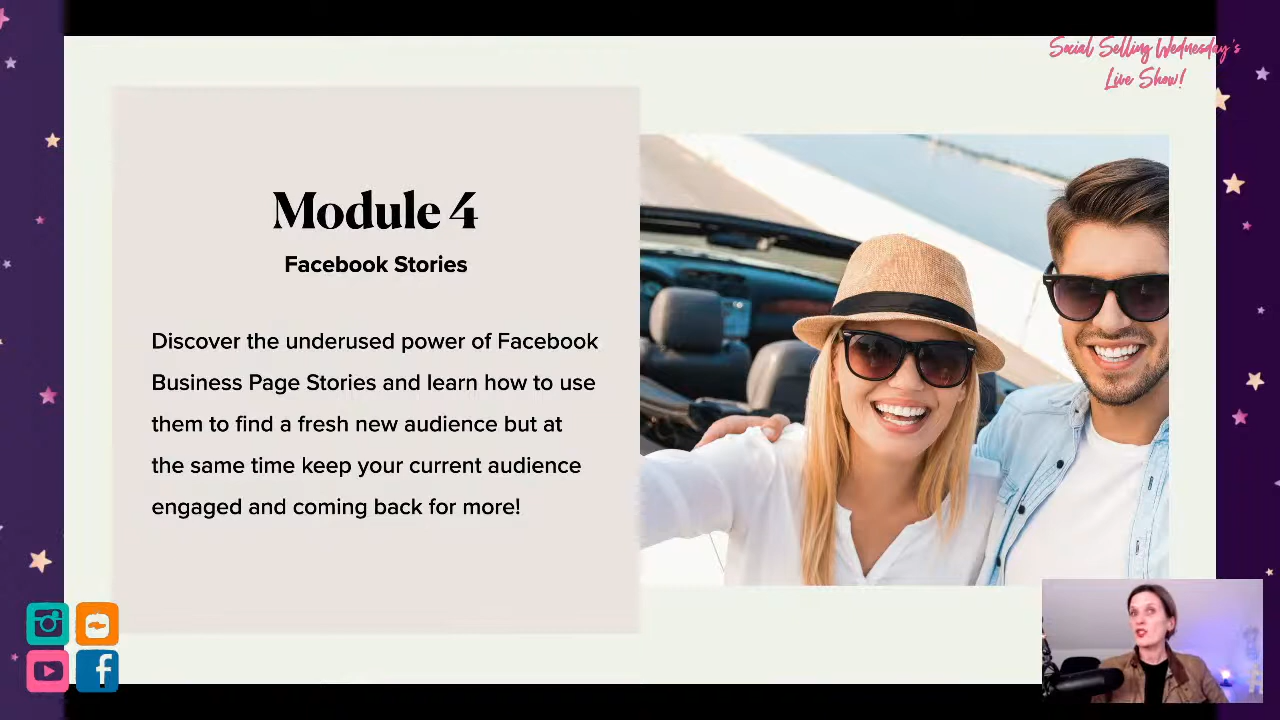 Social Selling Wednesday's
Live Show!
Module 4
Facebook Stories
Discover the underused power of Facebook
Business Page Stories and learn how to use
them to find a fresh new audience but at
the same time keep your current audience
engaged and coming back for more!